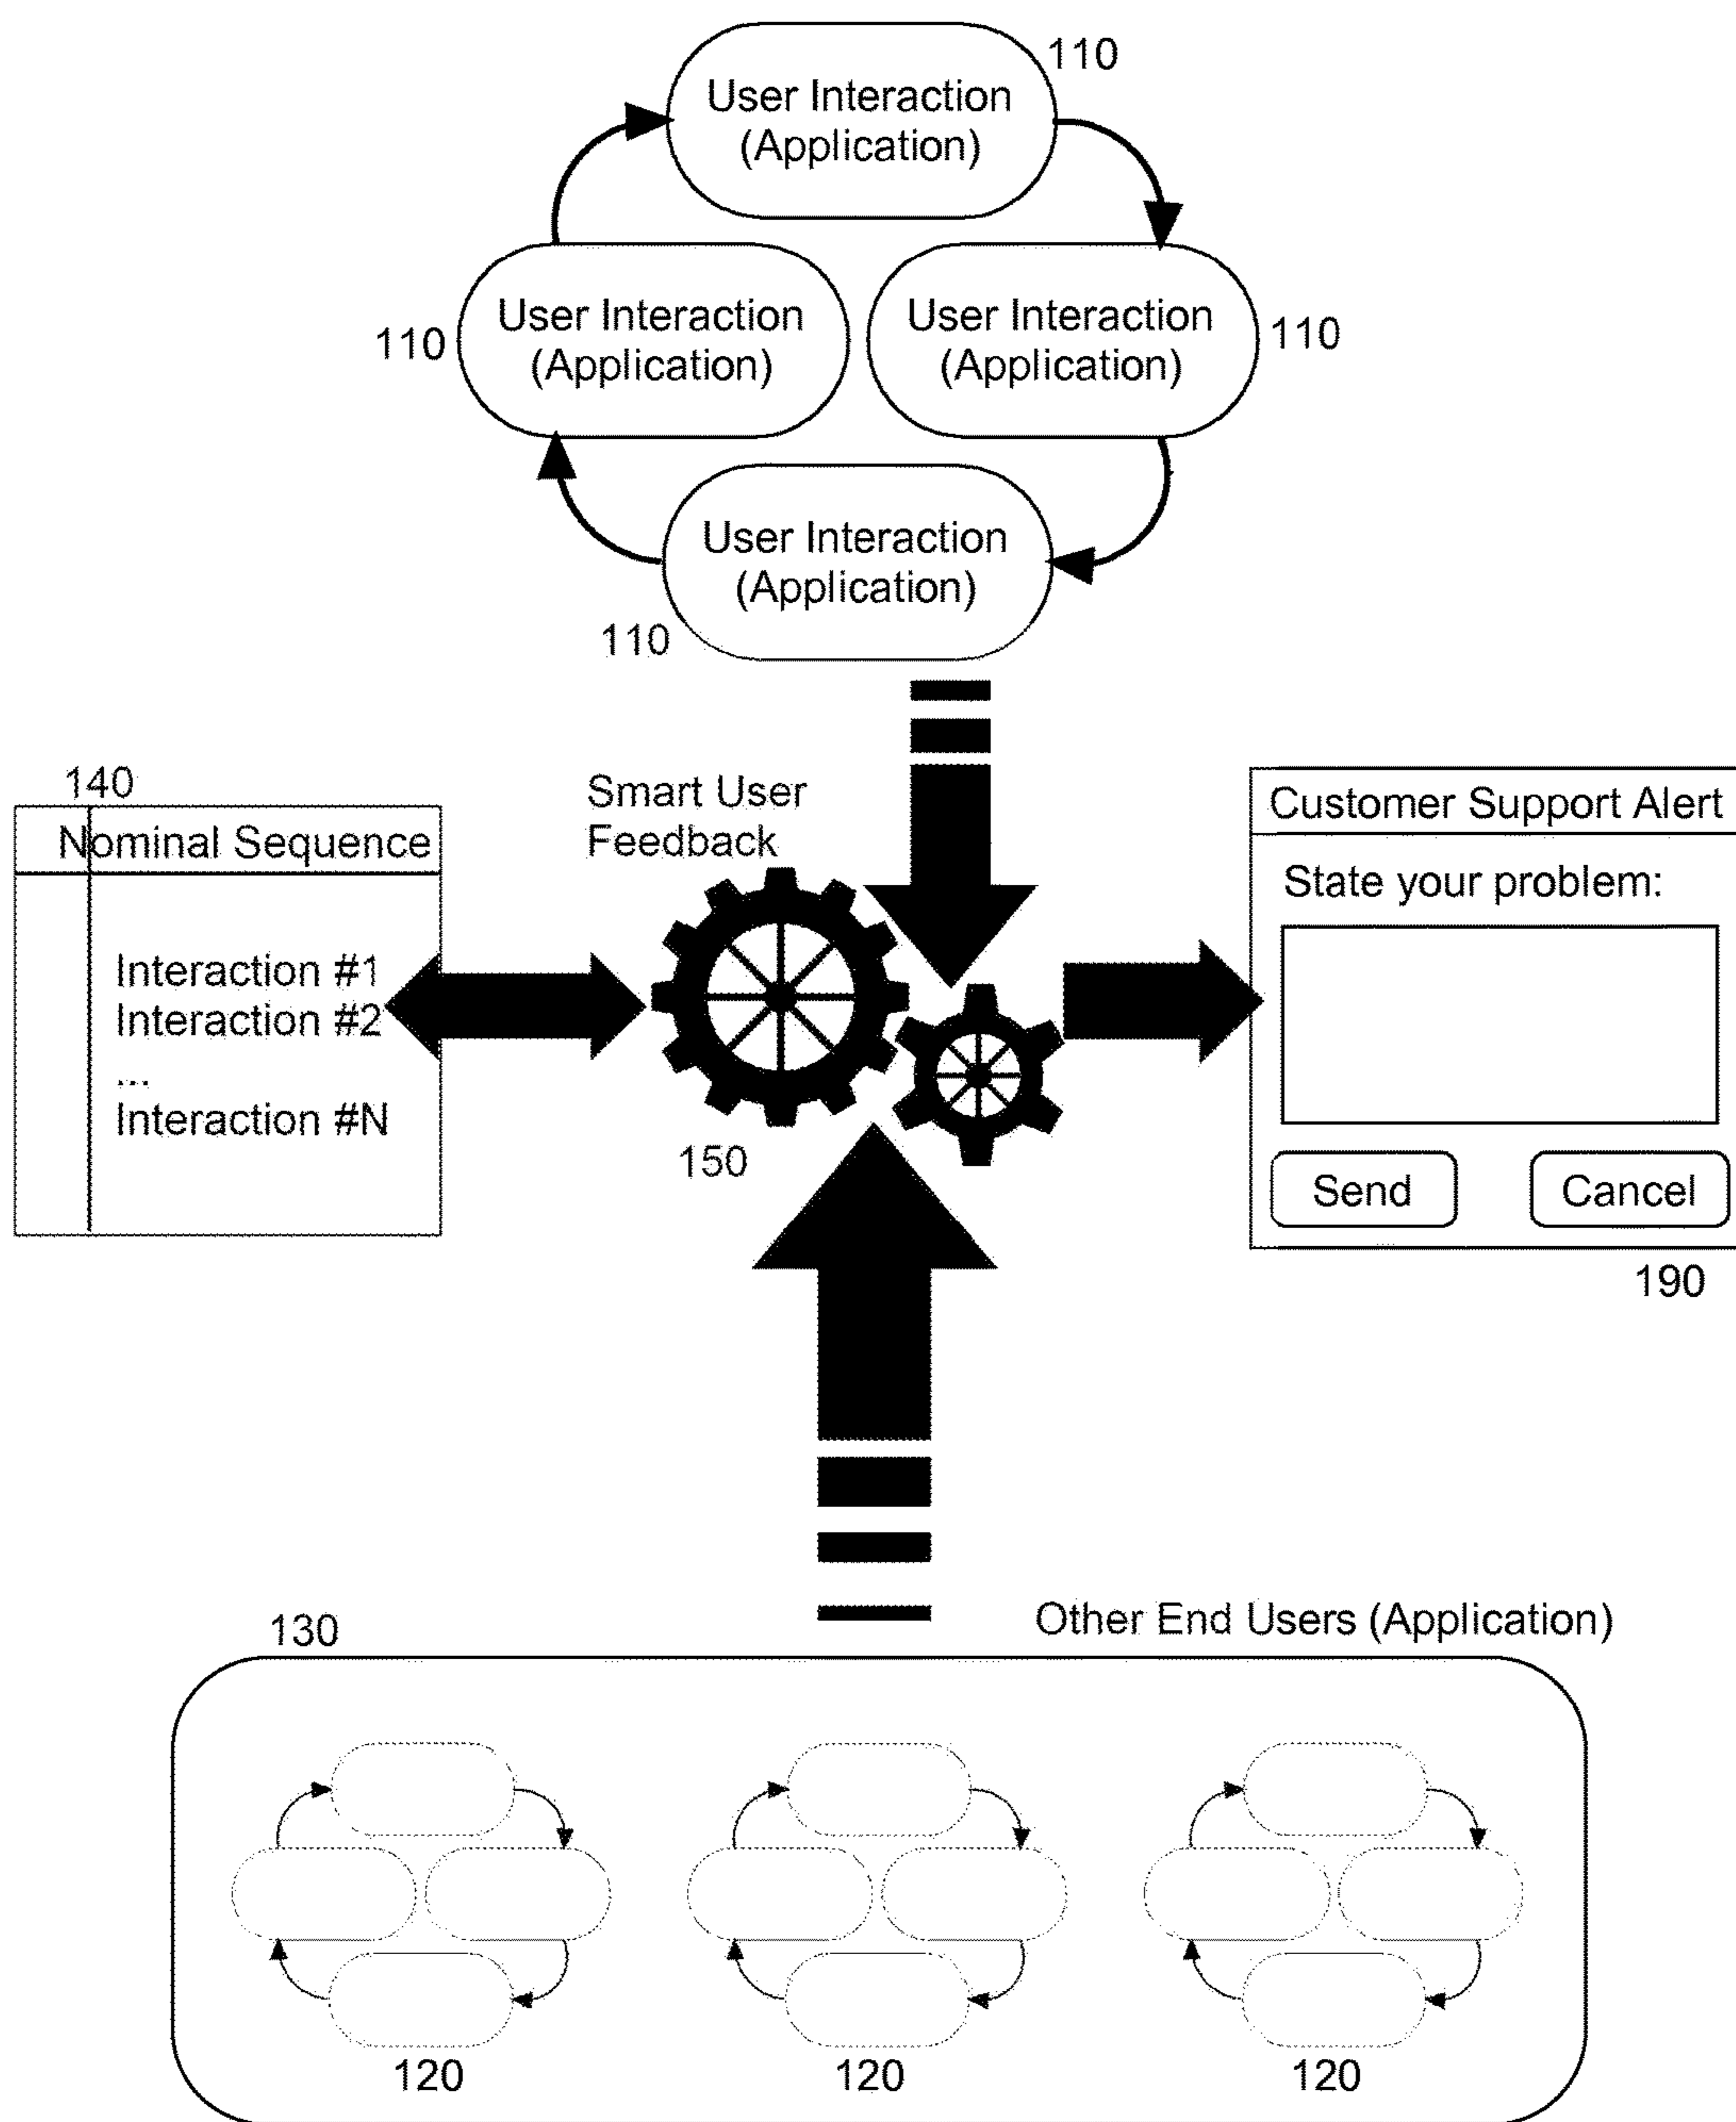 110
User Interaction
(Application)
User Interaction
(Application)
110
User Interaction
(Application)
110
User Interaction
(Application)
110
140
Nominal Sequence
Interaction #1
Interaction #2
...
Interaction #N
Smart User
Feedback
150
Customer Support Alert
State your problem:
Send
Cancel
190
130
Other End Users (Application)
120
120
120